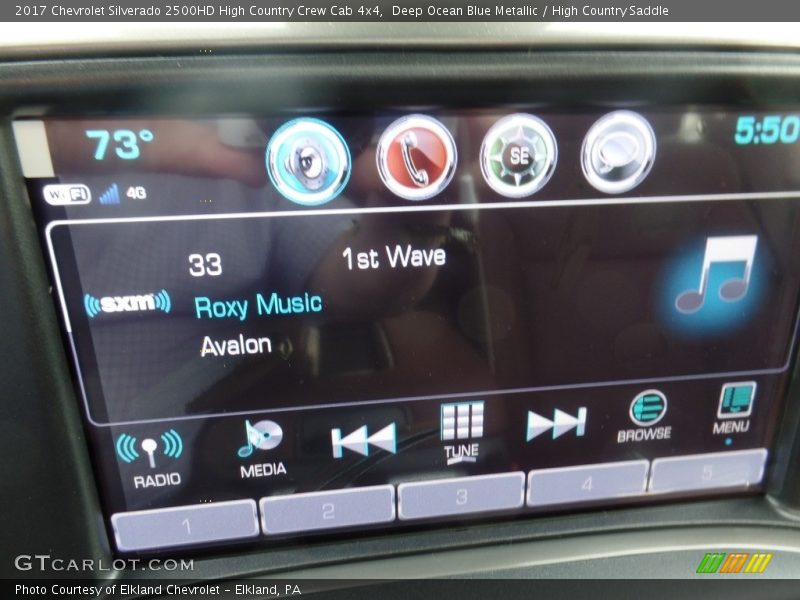 2017 Chevrolet Silverado 2500HD High Country Crew Cab 4x4,  Deep Ocean Blue Metallic / High Country Saddle
73°
SE
5:50
Wi Fi 4G
33 1st Wave
((sxm)) Roxy Music
Avalon
RADIO
MEDIA
TUNE
BROWSE
MENU
1 2 3 4 5
GTCARLOT.COM
Photo Courtesy of Elkland Chevrolet – Elkland, PA